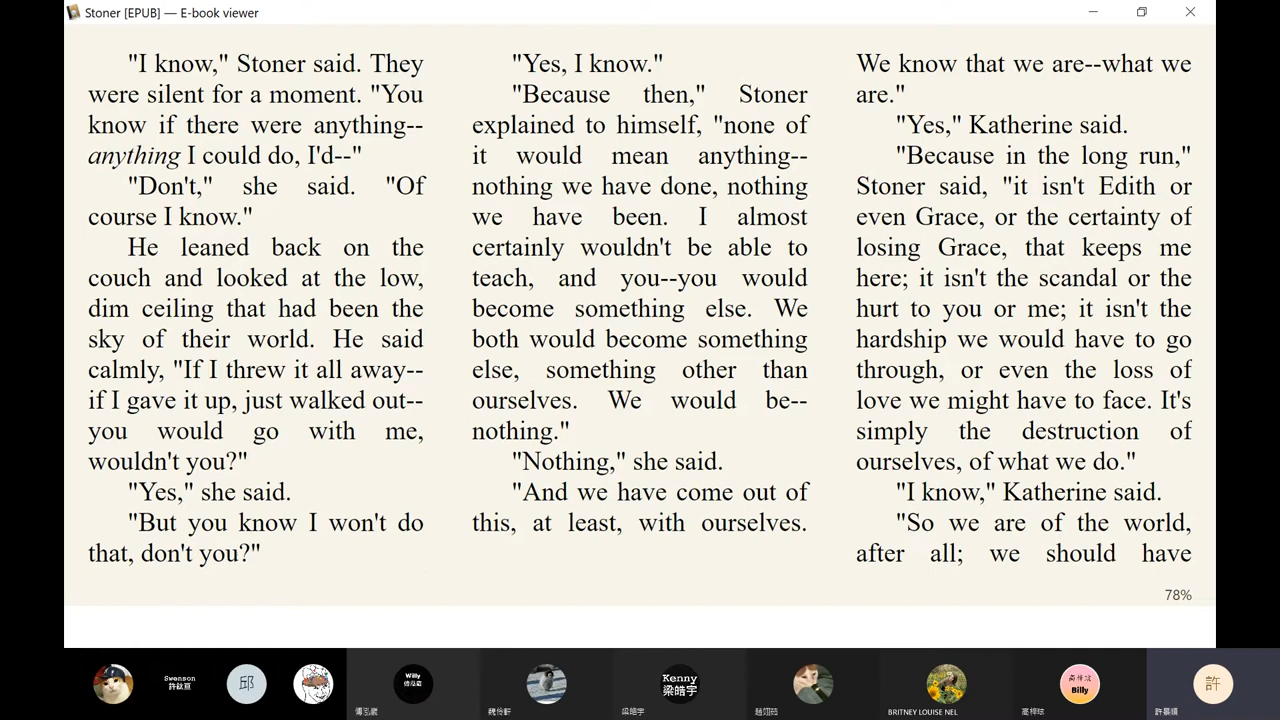 Stoner [EPUB] — E-book viewer
"I know," Stoner said. They
were silent for a moment. "You
know if there were anything--
anything I could do, I'd--"
"Don't," she said. "Of
course I know."
He leaned back on the
couch and looked at the low,
dim ceiling that had been the
sky of their world. He said
calmly, "If I threw it all away--
if I gave it up, just walked out--
you would go with me,
wouldn't you?"
"Yes," she said.
"But you know I won't do
that, don't you?"
"Yes, I know."
"Because then," Stoner
explained to himself, "none of
it would mean anything--
nothing we have done, nothing
we have been. I almost
certainly wouldn't be able to
teach, and you--you would
become something else. We
both would become something
else, something other than
ourselves. We would be--
nothing."
"Nothing," she said.
"And we have come out of
this, at least, with ourselves.
We know that we are--what we
are."
"Yes," Katherine said.
"Because in the long run,"
Stoner said, "it isn't Edith or
even Grace, or the certainty of
losing Grace, that keeps me
here; it isn't the scandal or the
hurt to you or me; it isn't the
hardship we would have to go
through, or even the loss of
love we might have to face. It's
simply the destruction of
ourselves, of what we do."
"I know," Katherine said.
"So we are of the world,
after all; we should have
78%
Swenson
邱
Willy
Kenny
梁皓宇
梁皓宇
BRITNEY LOUISE NEL
Billy
許